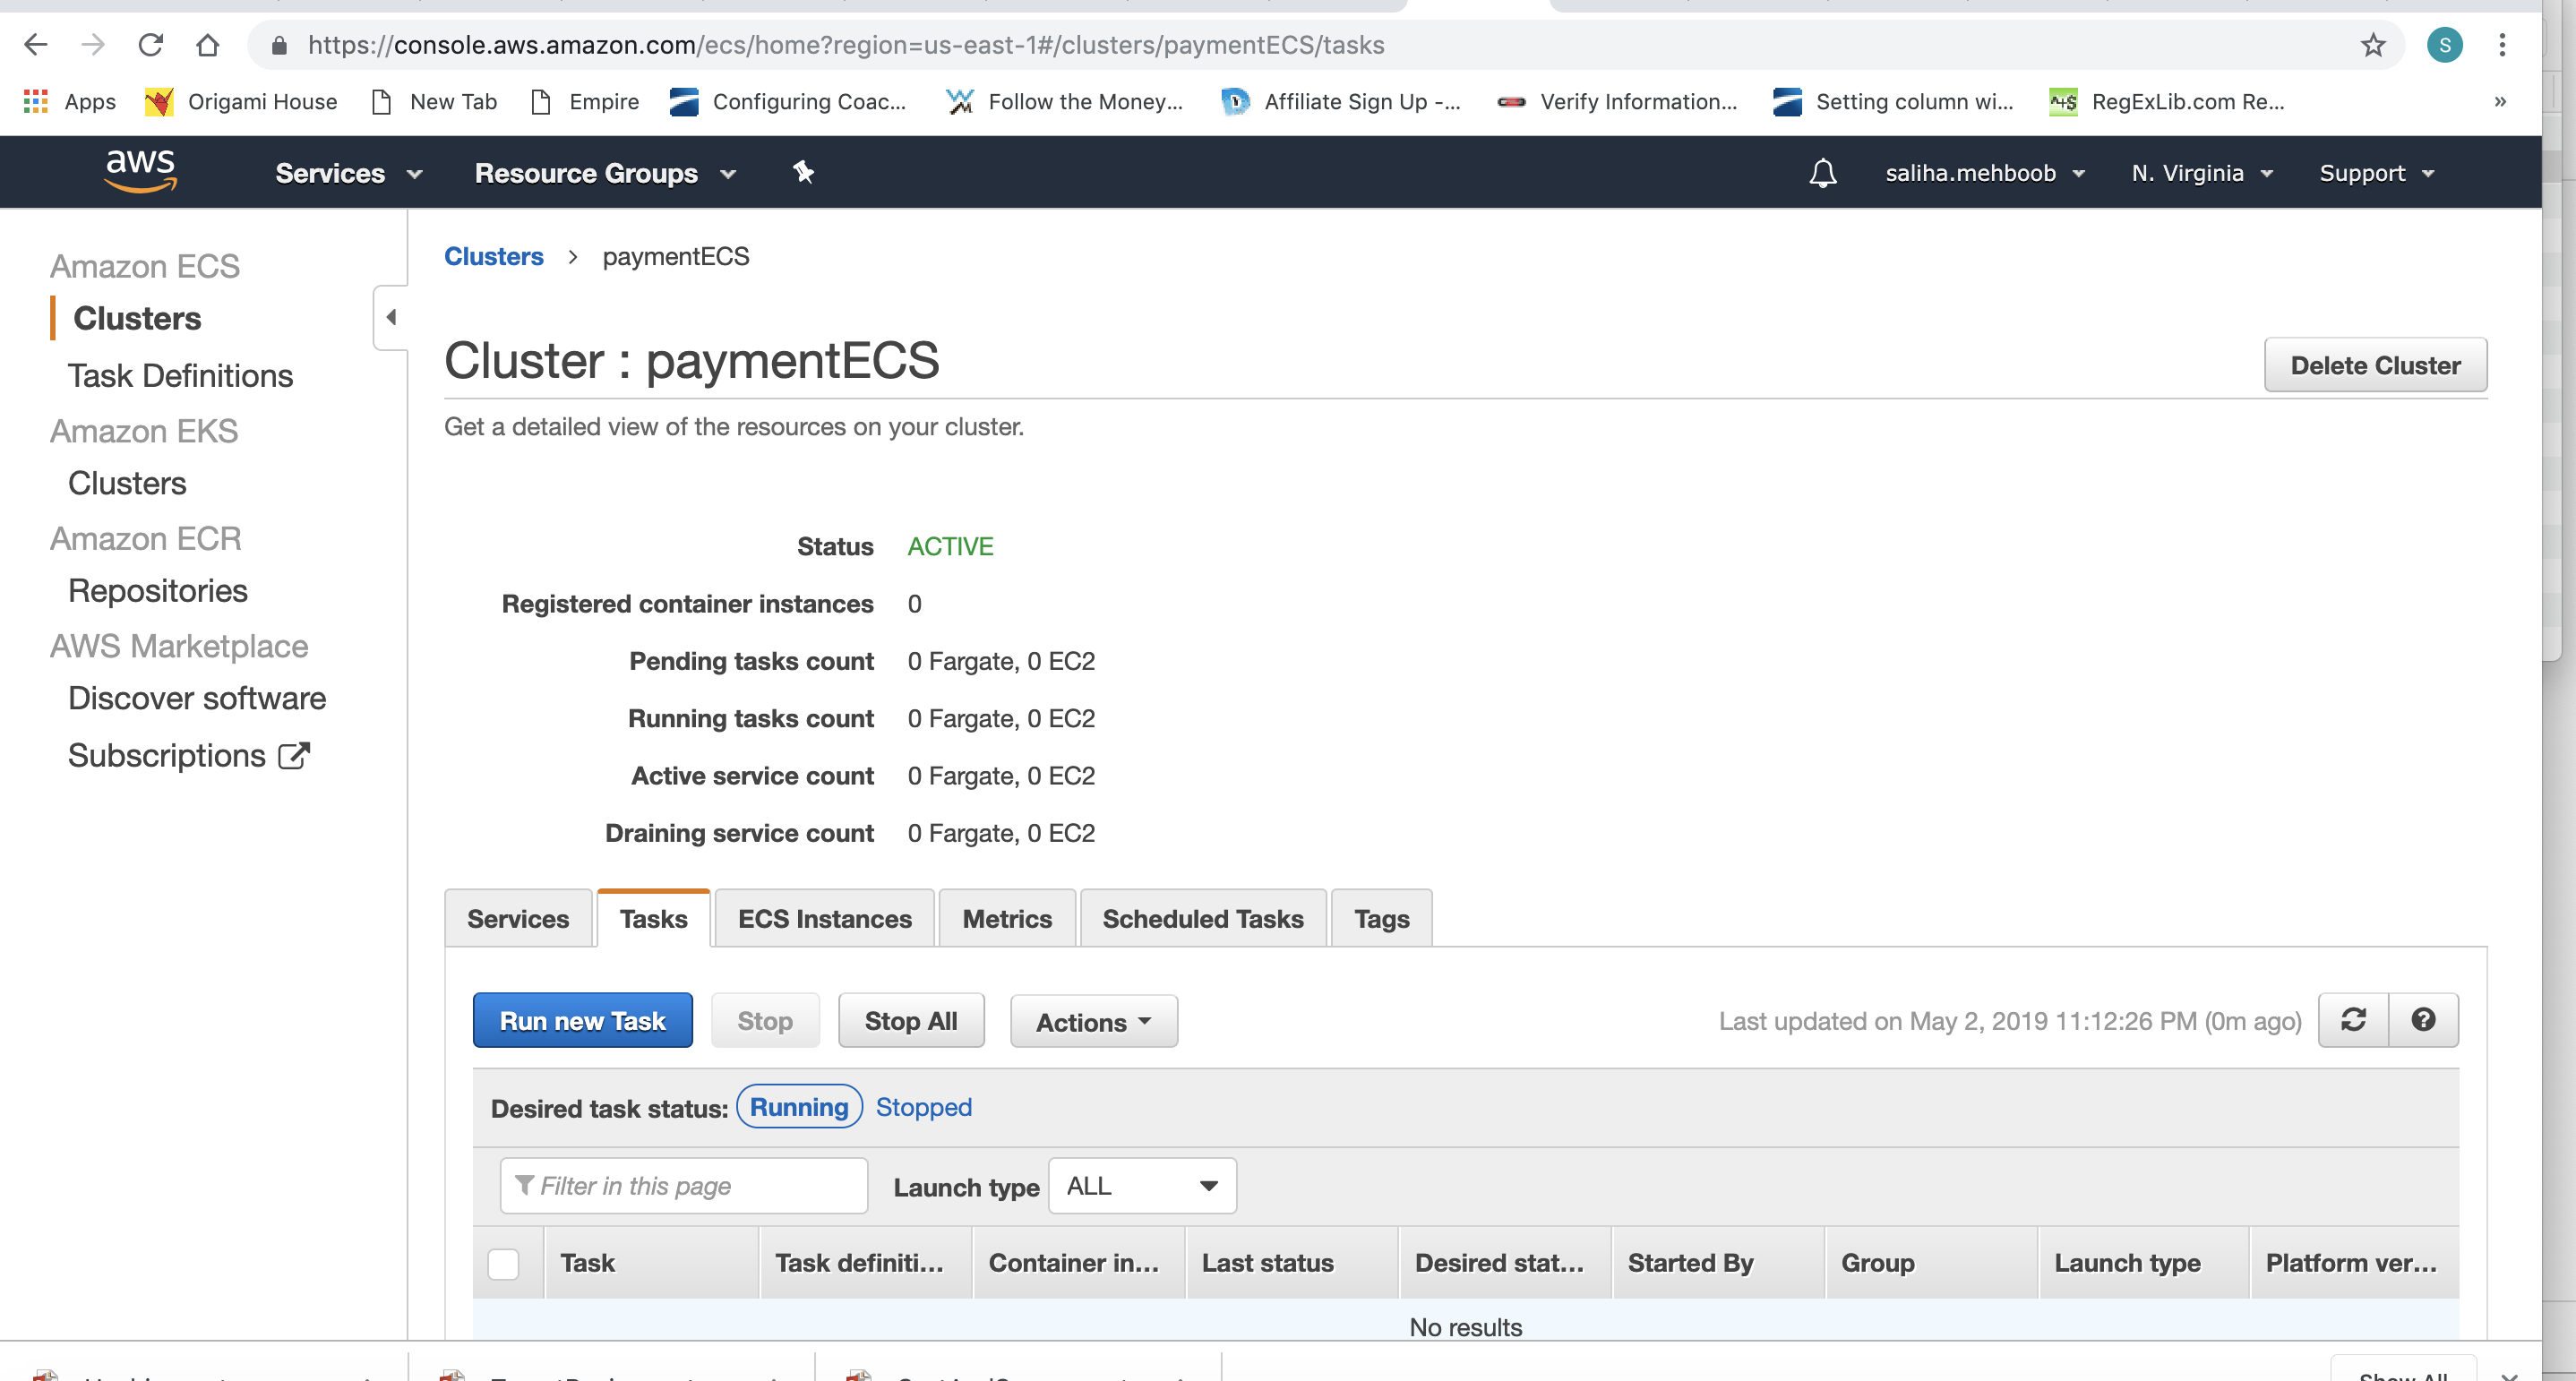 https://console.aws.amazon.com/ecs/home?region=us-east-1#/clusters/paymentECS/tasks
S
Apps Origami House New Tab Empire Configuring Coac... Follow the Money... Affiliate Sign Up -... Verify Information... Setting column wi... RegExLib.com Re... »
aws Services Resource Groups saliha.mehboob N. Virginia Support
Amazon ECS
Clusters
Task Definitions
Amazon EKS
Clusters
Amazon ECR
Repositories
AWS Marketplace
Discover software
Subscriptions
Clusters > paymentECS
Cluster : paymentECS
Delete Cluster
Get a detailed view of the resources on your cluster.
Status ACTIVE
Registered container instances 0
Pending tasks count 0 Fargate, 0 EC2
Running tasks count 0 Fargate, 0 EC2
Active service count 0 Fargate, 0 EC2
Draining service count 0 Fargate, 0 EC2
Services Tasks ECS Instances Metrics Scheduled Tasks Tags
Run new Task Stop Stop All Actions Last updated on May 2, 2019 11:12:26 PM (0m ago)
Desired task status: Running Stopped
Filter in this page Launch type ALL
Task Task definiti... Container in... Last status Desired stat... Started By Group Launch type Platform ver...
No results
Show All